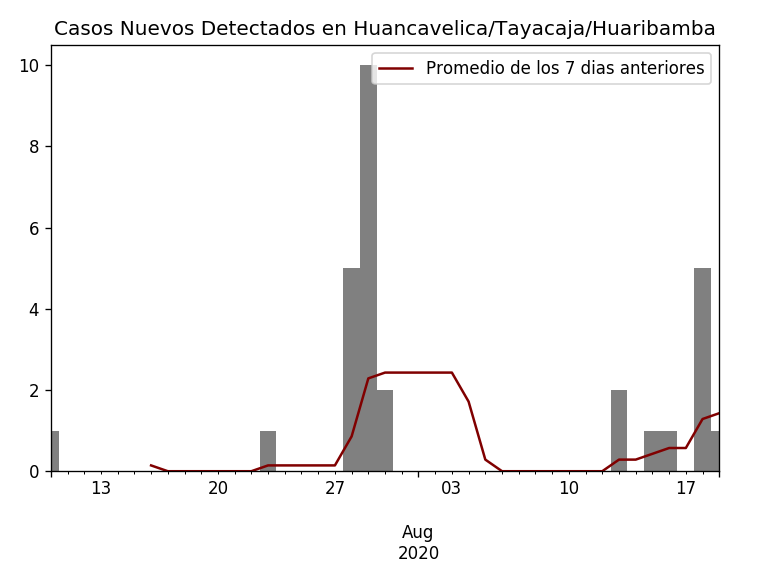 Casos Nuevos Detectados en Huancavelica/Tayacaja/Huaribamba
Promedio de los 7 dias anteriores
10
8
6
4
2
0
13 20 27 03 10 17
Aug
2020